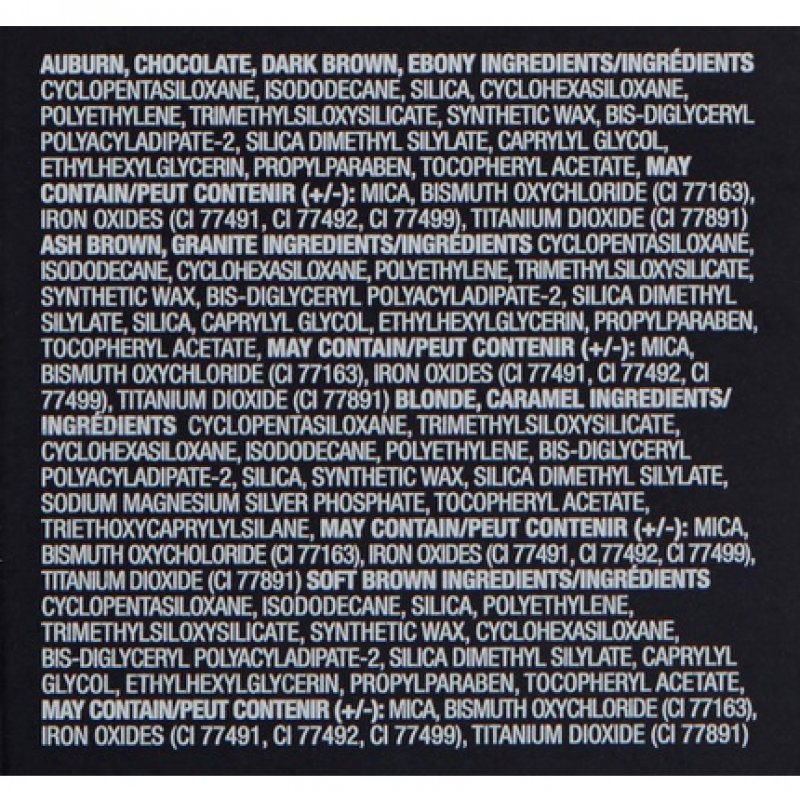 AUBURN, CHOCOLATE, DARK BROWN, EBONY INGREDIENTS/INGRÉDIENTS
CYCLOPENTASILOXANE, ISODODECANE, SILICA, CYCLOHEXASILOXANE,
POLYETHYLENE, TRIMETHYLSILOXYSILICATE, SYNTHETIC WAX, BIS-DIGLYCERYL
POLYACYLADIPATE-2, SILICA DIMETHYL SILYLATE, CAPRYLYL GLYCOL,
ETHYLHEXYLGLYCERIN, PROPYLPARABEN, TOCOPHERYL ACETATE, MAY
CONTAIN/PEUT CONTENIR (+/-): MICA, BISMUTH OXYCHLORIDE (CI 77163),
IRON OXIDES (CI 77491, CI 77492, CI 77499), TITANIUM DIOXIDE (CI 77891)
ASH BROWN, GRANITE INGREDIENTS/INGRÉDIENTS CYCLOPENTASILOXANE,
ISODODECANE, CYCLOHEXASILOXANE, POLYETHYLENE, TRIMETHYLSILOXYSILICATE,
SYNTHETIC WAX, BIS-DIGLYCERYL POLYACYLADIPATE-2, SILICA DIMETHYL
SILYLATE, SILICA, CAPRYLYL GLYCOL, ETHYLHEXYLGLYCERIN, PROPYLPARABEN,
TOCOPHERYL ACETATE, MAY CONTAIN/PEUT CONTENIR (+/-): MICA,
BISMUTH OXYCHLORIDE (CI 77163), IRON OXIDES (CI 77491, CI 77492, CI
77499), TITANIUM DIOXIDE (CI 77891) BLONDE, CARAMEL INGREDIENTS/
INGRÉDIENTS CYCLOPENTASILOXANE, TRIMETHYLSILOXYSILICATE,
CYCLOHEXASILOXANE, ISODODECANE, POLYETHYLENE, BIS-DIGLYCERYL
POLYACYLADIPATE-2, SILICA, SYNTHETIC WAX, SILICA DIMETHYL SILYLATE,
SODIUM MAGNESIUM SILVER PHOSPHATE, TOCOPHERYL ACETATE,
TRIETHOXYCAPRYLYLSILANE, MAY CONTAIN/PEUT CONTENIR (+/-): MICA,
BISMUTH OXYCHOLORIDE (CI 77163), IRON OXIDES (CI 77491, CI 77492, CI 77499),
TITANIUM DIOXIDE (CI 77891) SOFT BROWN INGREDIENTS/INGRÉDIENTS
CYCLOPENTASILOXANE, ISODODECANE, SILICA, POLYETHYLENE,
TRIMETHYLSILOXYSILICATE, SYNTHETIC WAX, CYCLOHEXASILOXANE,
BIS-DIGLYCERYL POLYACYLADIPATE-2, SILICA DIMETHYL SILYLATE, CAPRYLYL
GLYCOL, ETHYLHEXYLGLYCERIN, PROPYLPARABEN, TOCOPHERYL ACETATE,
MAY CONTAIN/PEUT CONTENIR (+/-): MICA, BISMUTH OXYCHLORIDE (CI 77163),
IRON OXIDES (CI 77491, CI 77492, CI 77499), TITANIUM DIOXIDE (CI 77891)